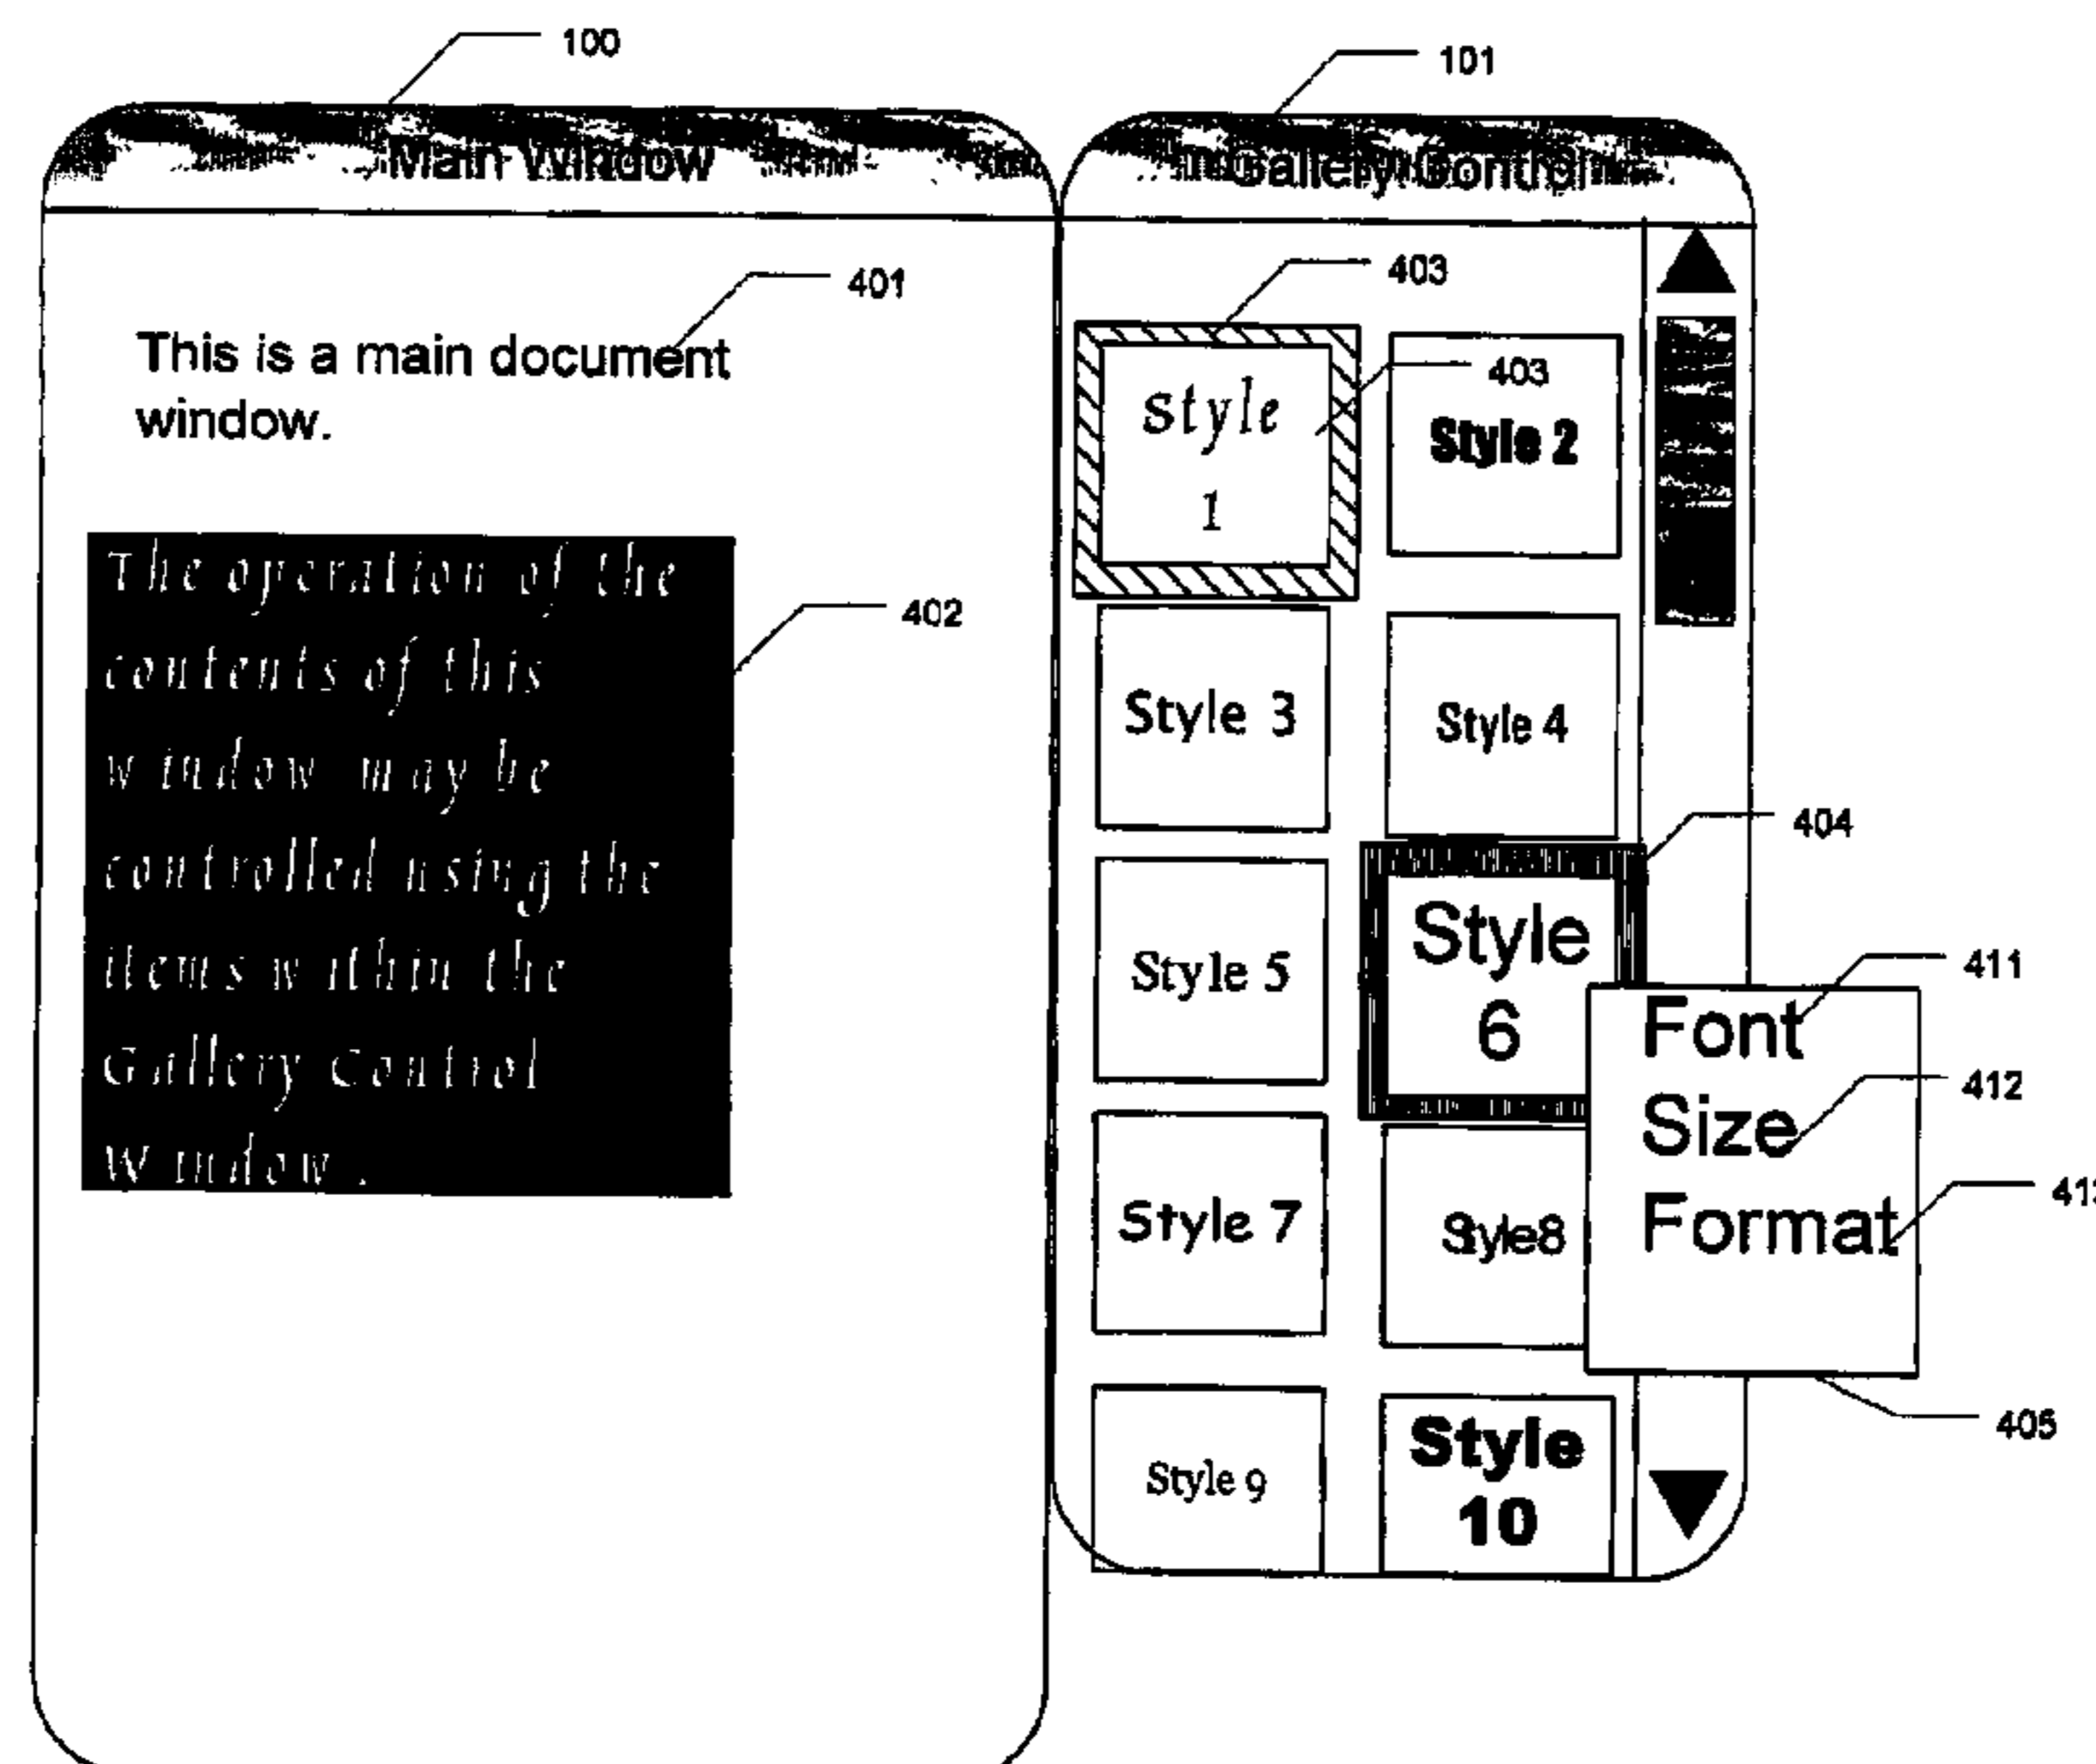 100
101
Main Window
Gallery Control
401
This is a main document
window.
402
The operation of the
contents of this
window may be
controlled using the
items within the
Gallery Control
Window.
403
403
Style
1
Style 2
Style 3
Style 4
404
Style 5
Style
6
411
Font
412
Size
Format
Style 7
Style8
405
Style 9
Style
10